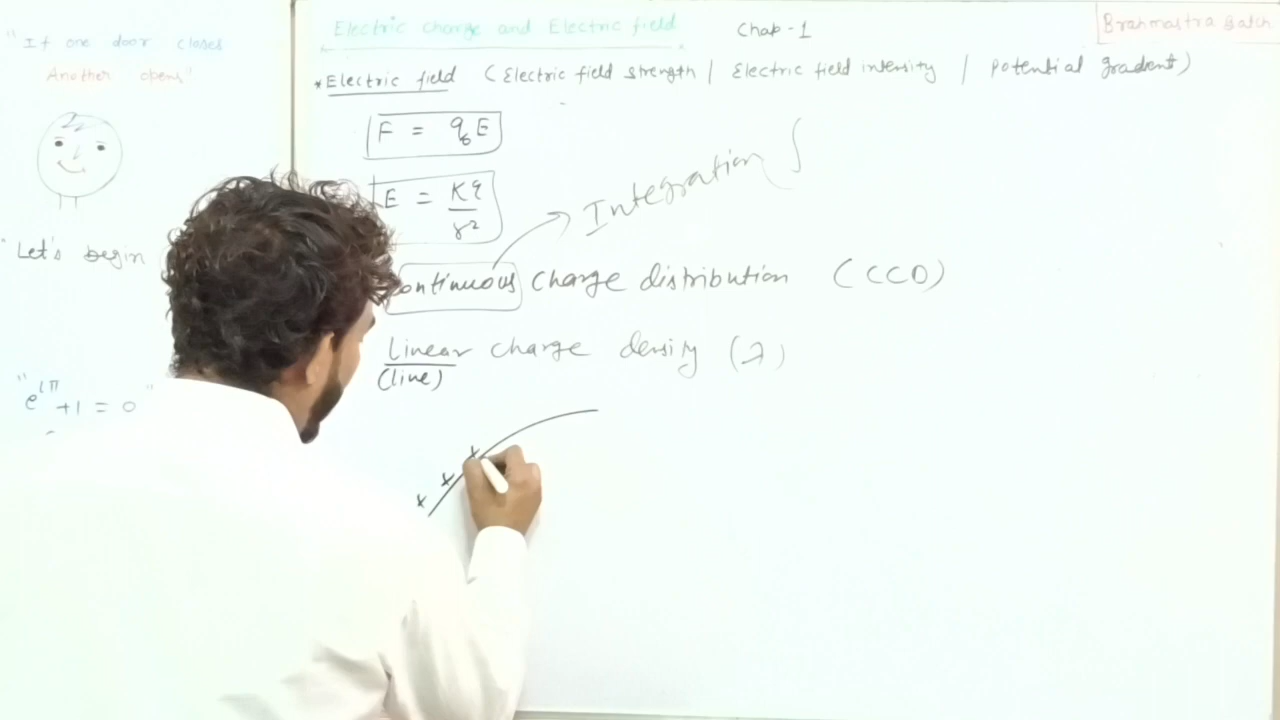 "If one door closes
Another opens"
Let's begin
"e^iπ +1 = 0"
Electric charge and Electric field
Chap-1
Brahmastra Batch
*Electric field (Electric field strength / Electric field intensity / potential gradient)
F = q₀E
E = Kq/r²
Integration ∫
Continuous charge distribution (CCD)
Linear charge density (λ)
(line)